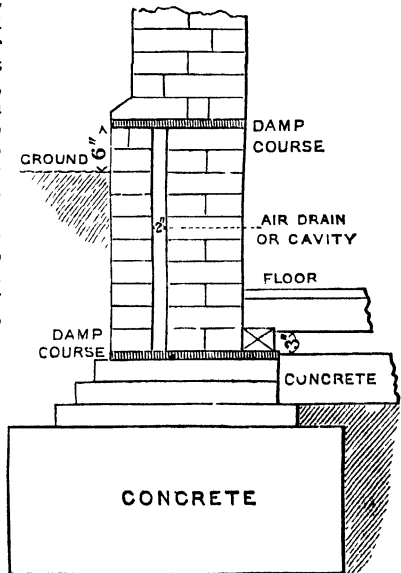 DAMP
COURSE
6"
GROUND
2"
AIR DRAIN
OR CAVITY
FLOOR
DAMP
COURSE
3"
CONCRETE
CONCRETE